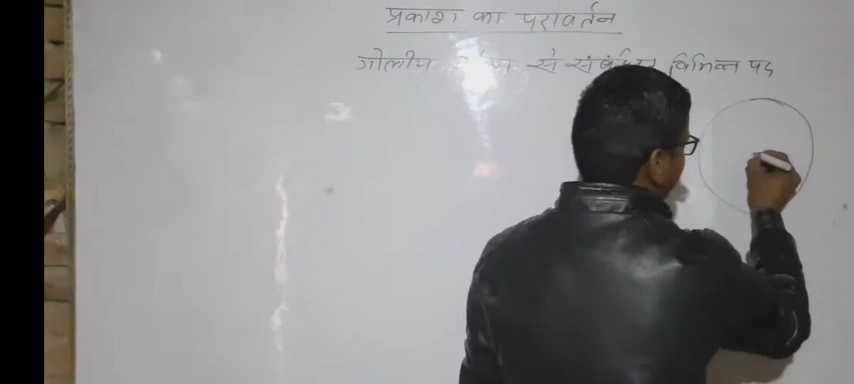 प्रकाश का परावर्तन
गोलीय से विभिन्न पद